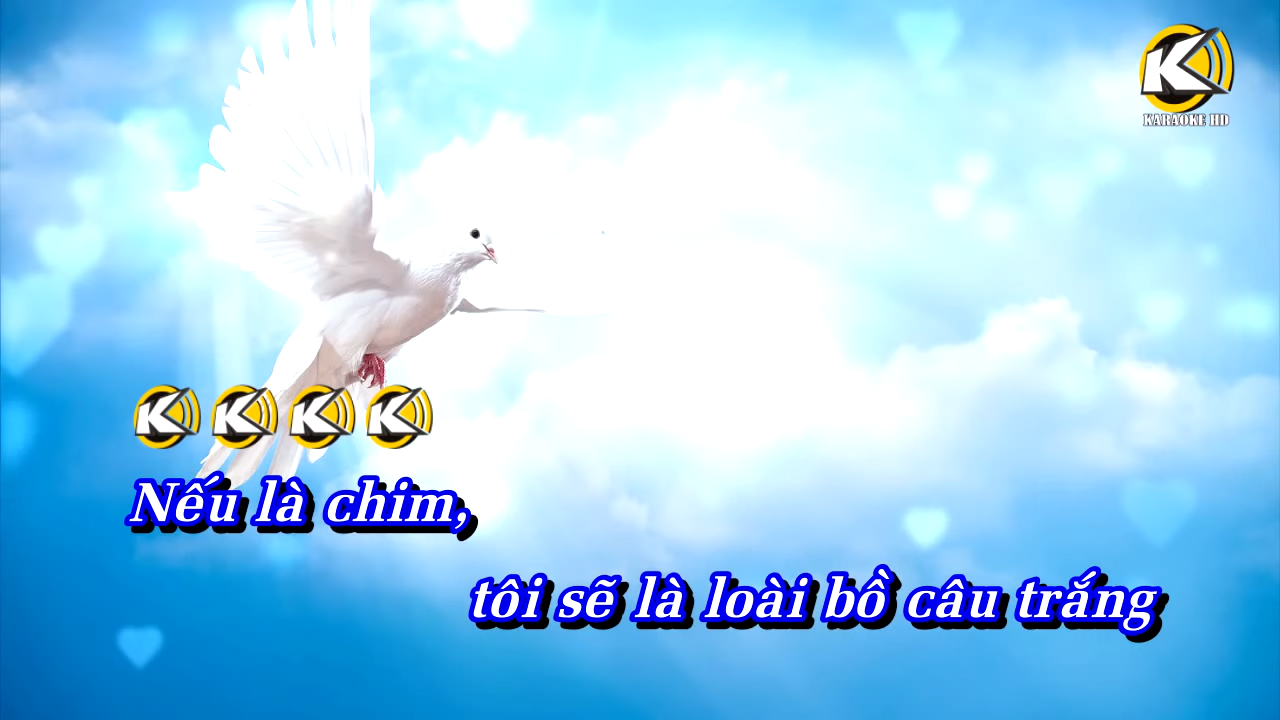 K
KARAOKE HD
K K K K
Nếu là chim,
tôi sẽ là loài bồ câu trắng